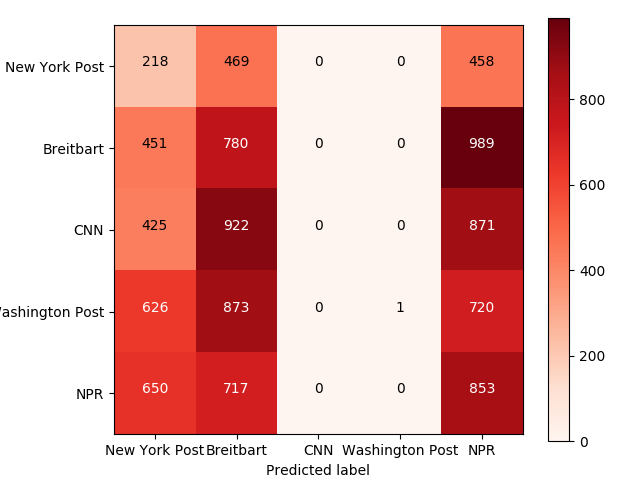 New York Post 218 469 0 0 458
Breitbart 451 780 0 0 989
CNN 425 922 0 0 871
ashington Post 626 873 0 1 720
NPR 650 717 0 0 853
New York Post Breitbart CNN Washington Post NPR
Predicted label
800
600
400
200
0